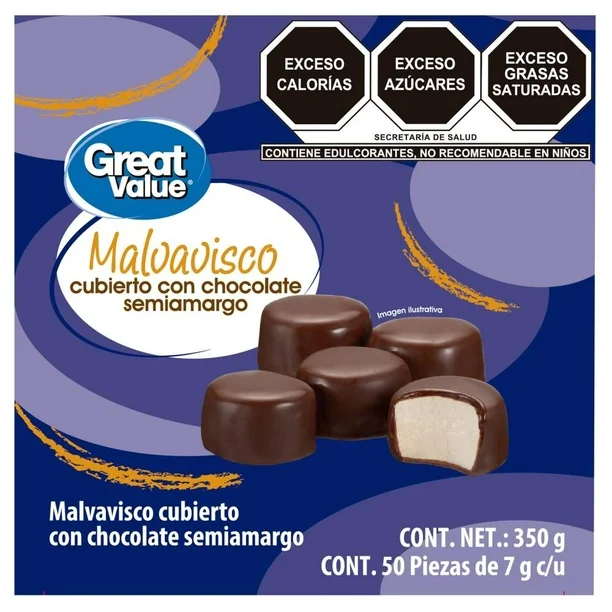 EXCESO
CALORÍAS
EXCESO
AZÚCARES
EXCESO
GRASAS
SATURADAS
SECRETARÍA DE SALUD
CONTIENE EDULCORANTES, NO RECOMENDABLE EN NIÑOS
Great
Value®
Malvavisco
cubierto con chocolate
semiamargo
Imagen ilustrativa
Malvavisco cubierto
con chocolate semiamargo
CONT. NET.: 350 g
CONT. 50 Piezas de 7 g c/u